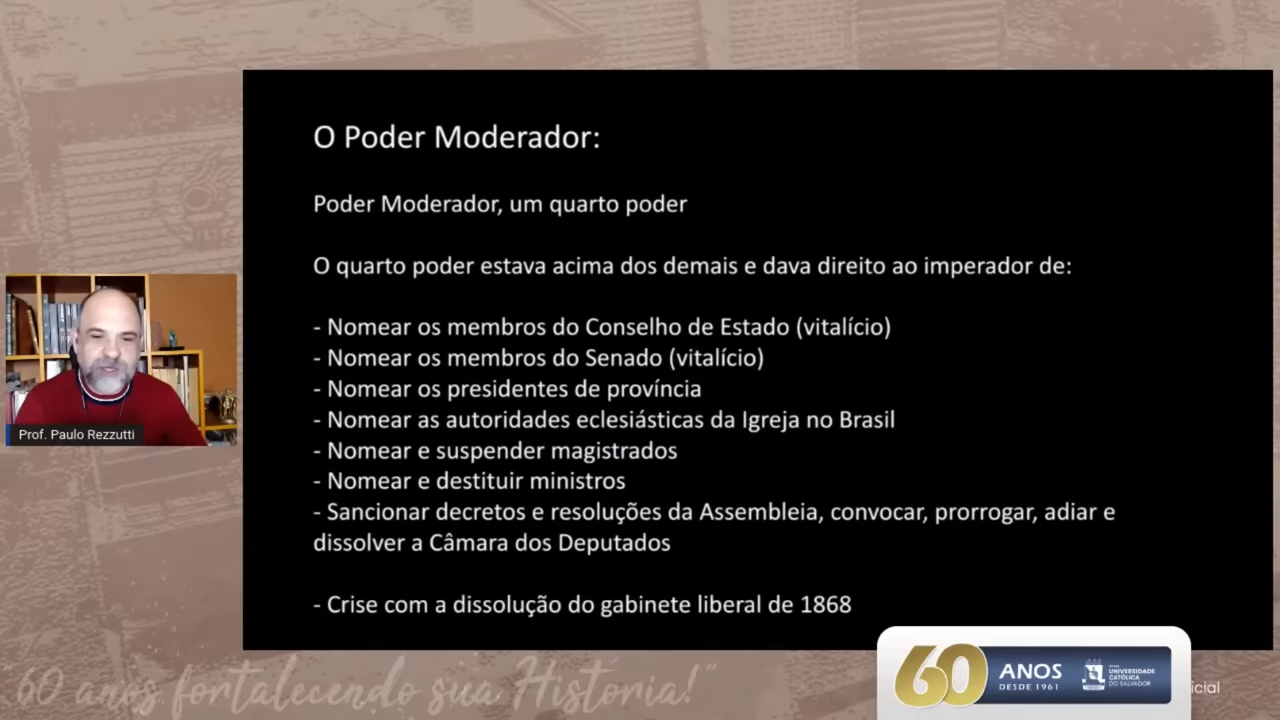 O Poder Moderador:
Poder Moderador, um quarto poder
O quarto poder estava acima dos demais e dava direito ao imperador de:
- Nomear os membros do Conselho de Estado (vitalício)
- Nomear os membros do Senado (vitalício)
- Nomear os presidentes de província
- Nomear as autoridades eclesiásticas da Igreja no Brasil
- Nomear e suspender magistrados
- Nomear e destituir ministros
- Sancionar decretos e resoluções da Assembleia, convocar, prorrogar, adiar e
dissolver a Câmara dos Deputados
- Crise com a dissolução do gabinete liberal de 1868
Prof. Paulo Rezzutti
"60 anos fortalecendo sua História!"
60 ANOS
DESDE 1961
UNIVERSIDADE
CATÓLICA
DO SALVADOR
icial